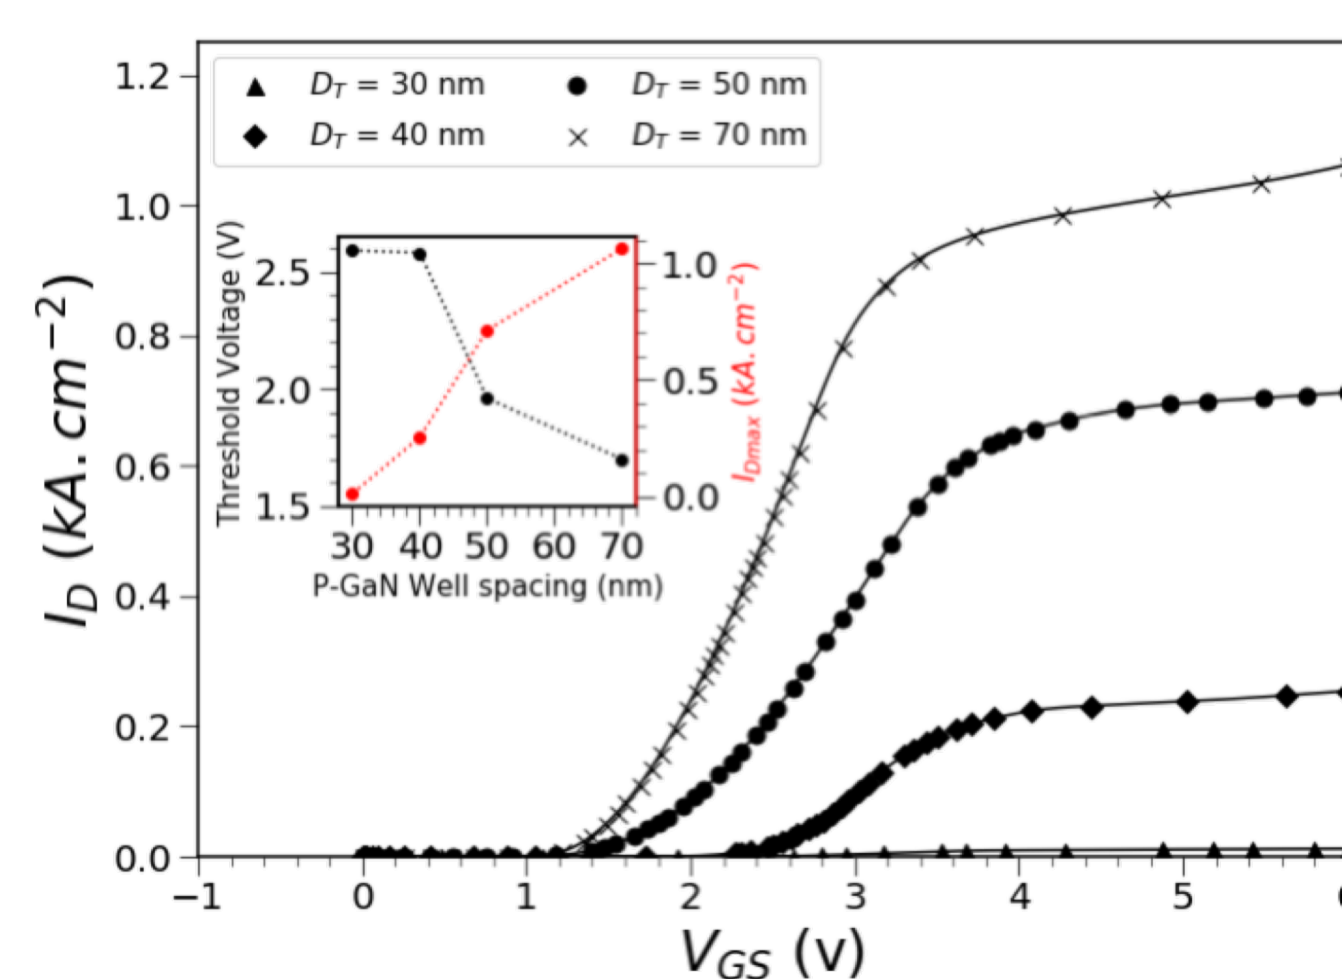 D_T = 30 nm
D_T = 50 nm
D_T = 40 nm
D_T = 70 nm
I_D (kA.cm⁻²)
1.2
1.0
0.8
0.6
0.4
0.2
0.0
Threshold Voltage (V)
2.5
2.0
1.5
1.0
0.5
0.0
I_Dmax (kA.cm⁻²)
30 40 50 60 70
P-GaN Well spacing (nm)
−1 0 1 2 3 4 5
V_GS (v)